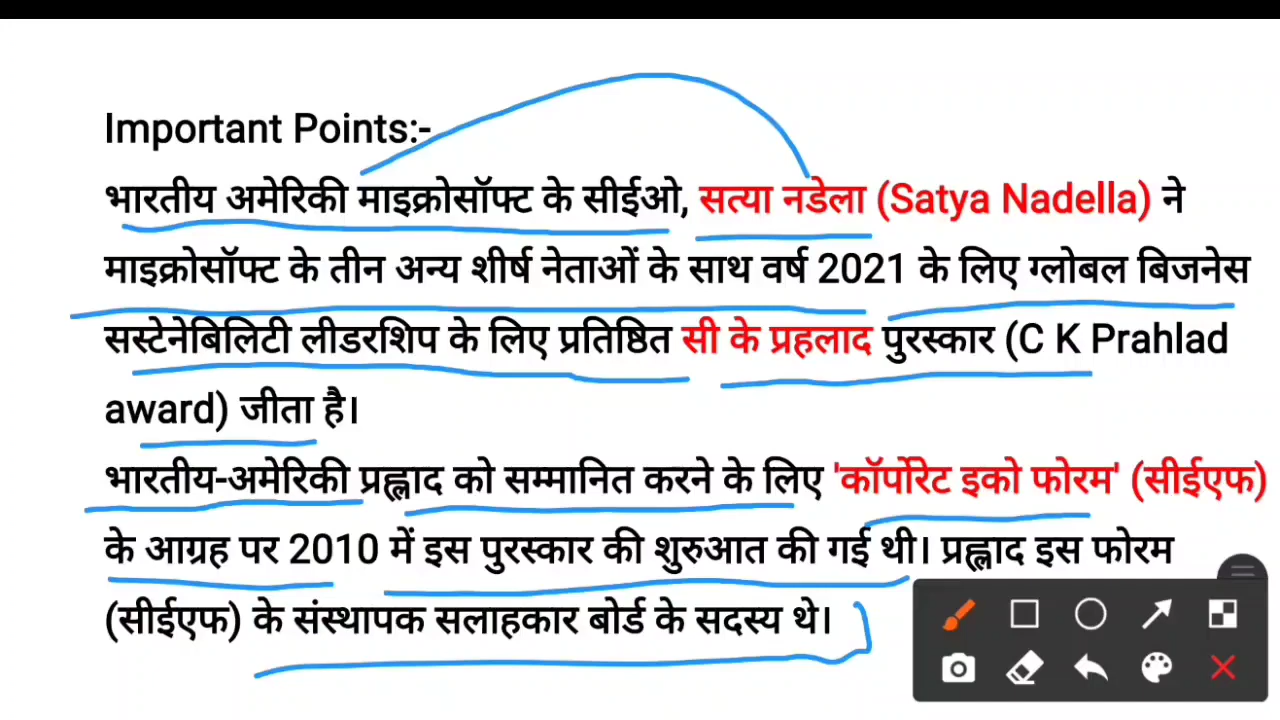 Important Points:-
भारतीय अमेरिकी माइक्रोसॉफ्ट के सीईओ, सत्या नडेला (Satya Nadella) ने
माइक्रोसॉफ्ट के तीन अन्य शीर्ष नेताओं के साथ वर्ष 2021 के लिए ग्लोबल बिजनेस
सस्टेनेबिलिटी लीडरशिप के लिए प्रतिष्ठित सी के प्रहलाद पुरस्कार (C K Prahlad
award) जीता है।
भारतीय-अमेरिकी प्रह्लाद को सम्मानित करने के लिए 'कॉर्पोरेट इको फोरम' (सीईएफ)
के आग्रह पर 2010 में इस पुरस्कार की शुरुआत की गई थी। प्रह्लाद इस फोरम
(सीईएफ) के संस्थापक सलाहकार बोर्ड के सदस्य थे।